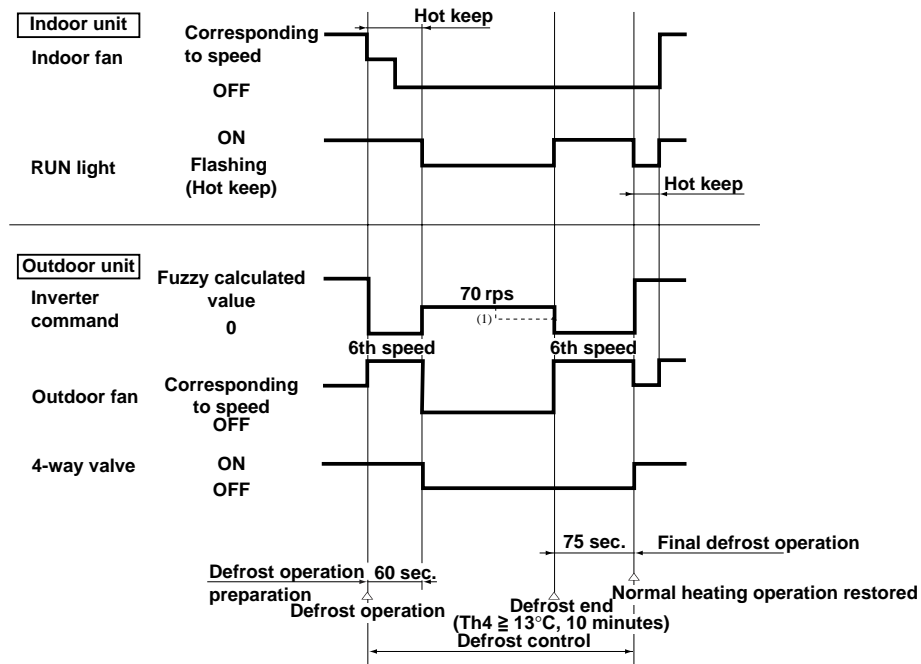 Hot keep
Indoor unit
Corresponding
to speed
Indoor fan
OFF
ON
RUN light
Flashing
(Hot keep)
Hot keep
Outdoor unit
Fuzzy calculated
value
Inverter
command
0
70 rps
(1)
6th speed
6th speed
Outdoor fan
Corresponding
to speed
OFF
4-way valve
ON
OFF
75 sec.
Final defrost operation
Defrost operation
preparation
60 sec.
Normal heating operation restored
Defrost operation
Defrost end
(Th4 ≧ 13°C, 10 minutes)
Defrost control